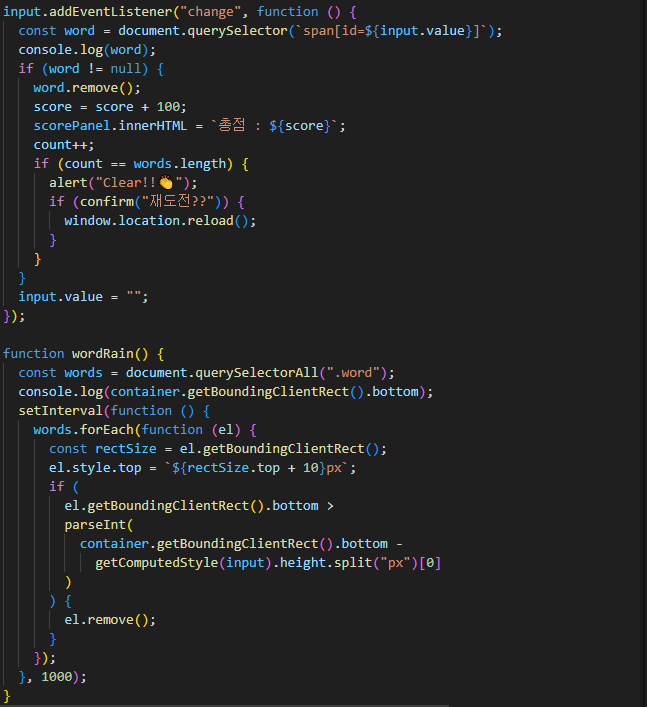 input.addEventListener("change", function () {
  const word = document.querySelector(`span[id=${input.value}]`);
  console.log(word);
  if (word != null) {
    word.remove();
    score = score + 100;
    scorePanel.innerHTML = `총점 : ${score}`;
    count++;
    if (count == words.length) {
      alert("Clear!!👏");
      if (confirm("재도전??")) {
        window.location.reload();
      }
    }
  }
  input.value = "";
});

function wordRain() {
  const words = document.querySelectorAll(".word");
  console.log(container.getBoundingClientRect().bottom);
  setInterval(function () {
    words.forEach(function (el) {
      const rectSize = el.getBoundingClientRect();
      el.style.top = `${rectSize.top + 10}px`;
      if (
        el.getBoundingClientRect().bottom >
        parseInt(
          container.getBoundingClientRect().bottom -
            getComputedStyle(input).height.split("px")[0]
        )
      ) {
        el.remove();
      }
    });
  }, 1000);
}